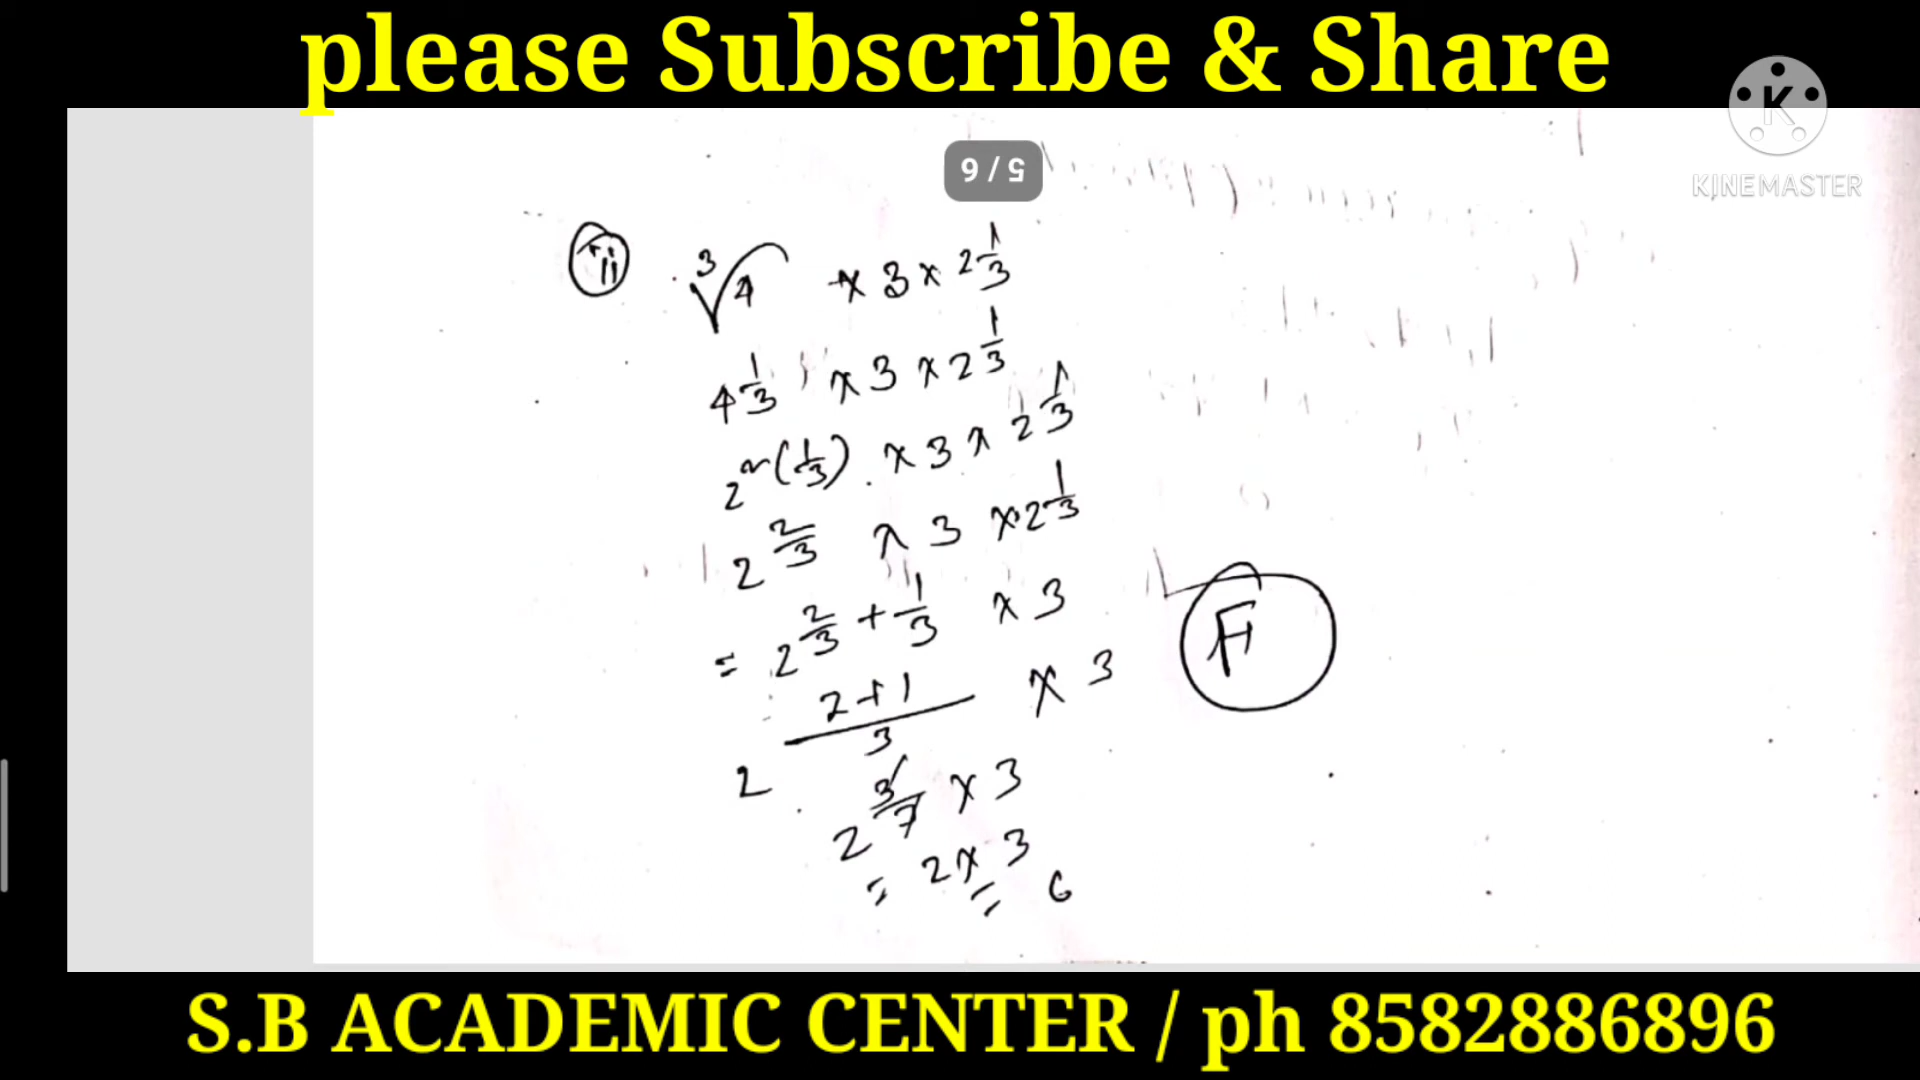 please Subscribe & Share
K
KINEMASTER
5/6
ii ∛4 × 3 × 2^(1/3)
4^(1/3) × 3 × 2^(1/3)
2^2(1/3) × 3 × 2^(1/3)
2^(2/3) × 3 × 2^(1/3)
= 2^(2/3 + 1/3) × 3
F
2^((2+1)/3) × 3
2^(3/3) × 3
= 2 × 3
= 6
S.B ACADEMIC CENTER / ph 8582886896